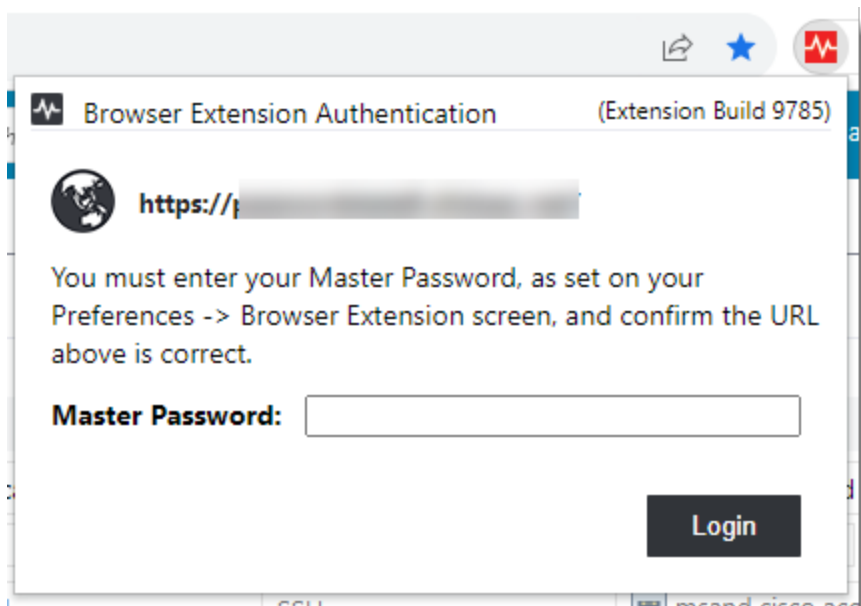 Browser Extension Authentication (Extension Build 9785)
https://
You must enter your Master Password, as set on your
Preferences -> Browser Extension screen, and confirm the URL
above is correct.
Master Password:
Login